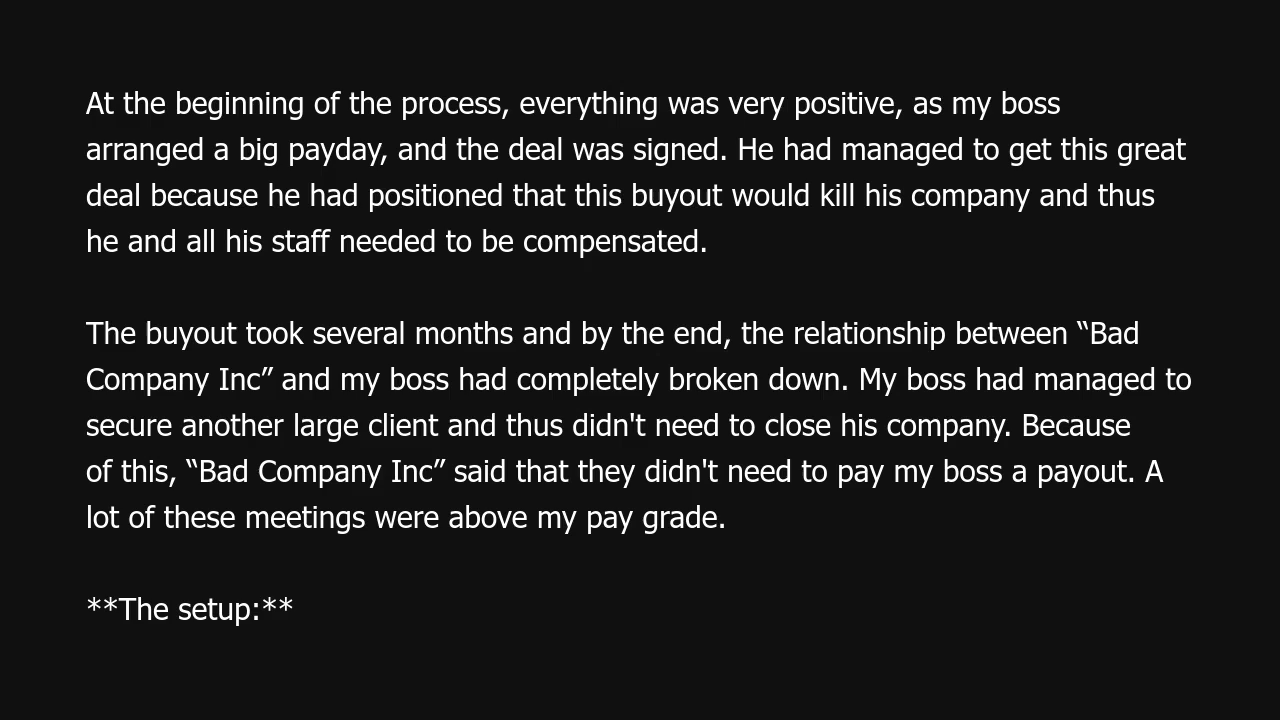 At the beginning of the process, everything was very positive, as my boss
arranged a big payday, and the deal was signed. He had managed to get this great
deal because he had positioned that this buyout would kill his company and thus
he and all his staff needed to be compensated.
The buyout took several months and by the end, the relationship between “Bad
Company Inc” and my boss had completely broken down. My boss had managed to
secure another large client and thus didn't need to close his company. Because
of this, “Bad Company Inc” said that they didn't need to pay my boss a payout. A
lot of these meetings were above my pay grade.
**The setup:**